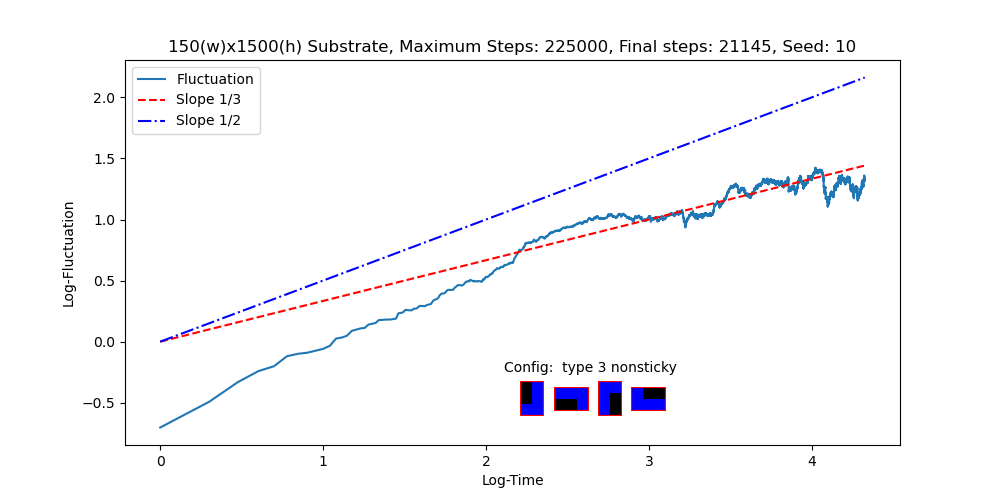 150(w)x1500(h) Substrate, Maximum Steps: 225000, Final steps: 21145, Seed: 10
Fluctuation
Slope 1/3
Slope 1/2
2.0
1.5
1.0
0.5
0.0
−0.5
Log-Fluctuation
Config:  type 3 nonsticky
0 1 2 3 4
Log-Time